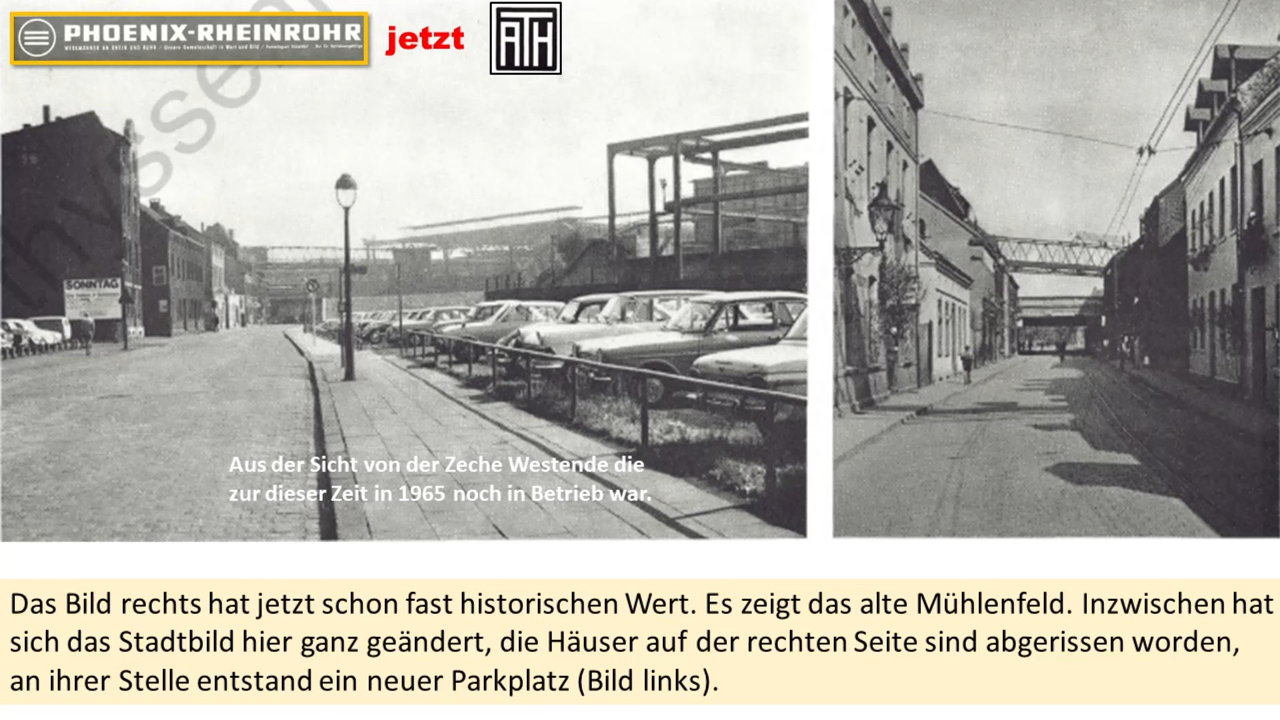 PHOENIX-RHEINROHR
jetzt
ATH
SONNTAG
Aus der Sicht von der Zeche Westende die
zur dieser Zeit in 1965 noch in Betrieb war.
Das Bild rechts hat jetzt schon fast historischen Wert. Es zeigt das alte Mühlenfeld. Inzwischen hat
sich das Stadtbild hier ganz geändert, die Häuser auf der rechten Seite sind abgerissen worden,
an ihrer Stelle entstand ein neuer Parkplatz (Bild links).